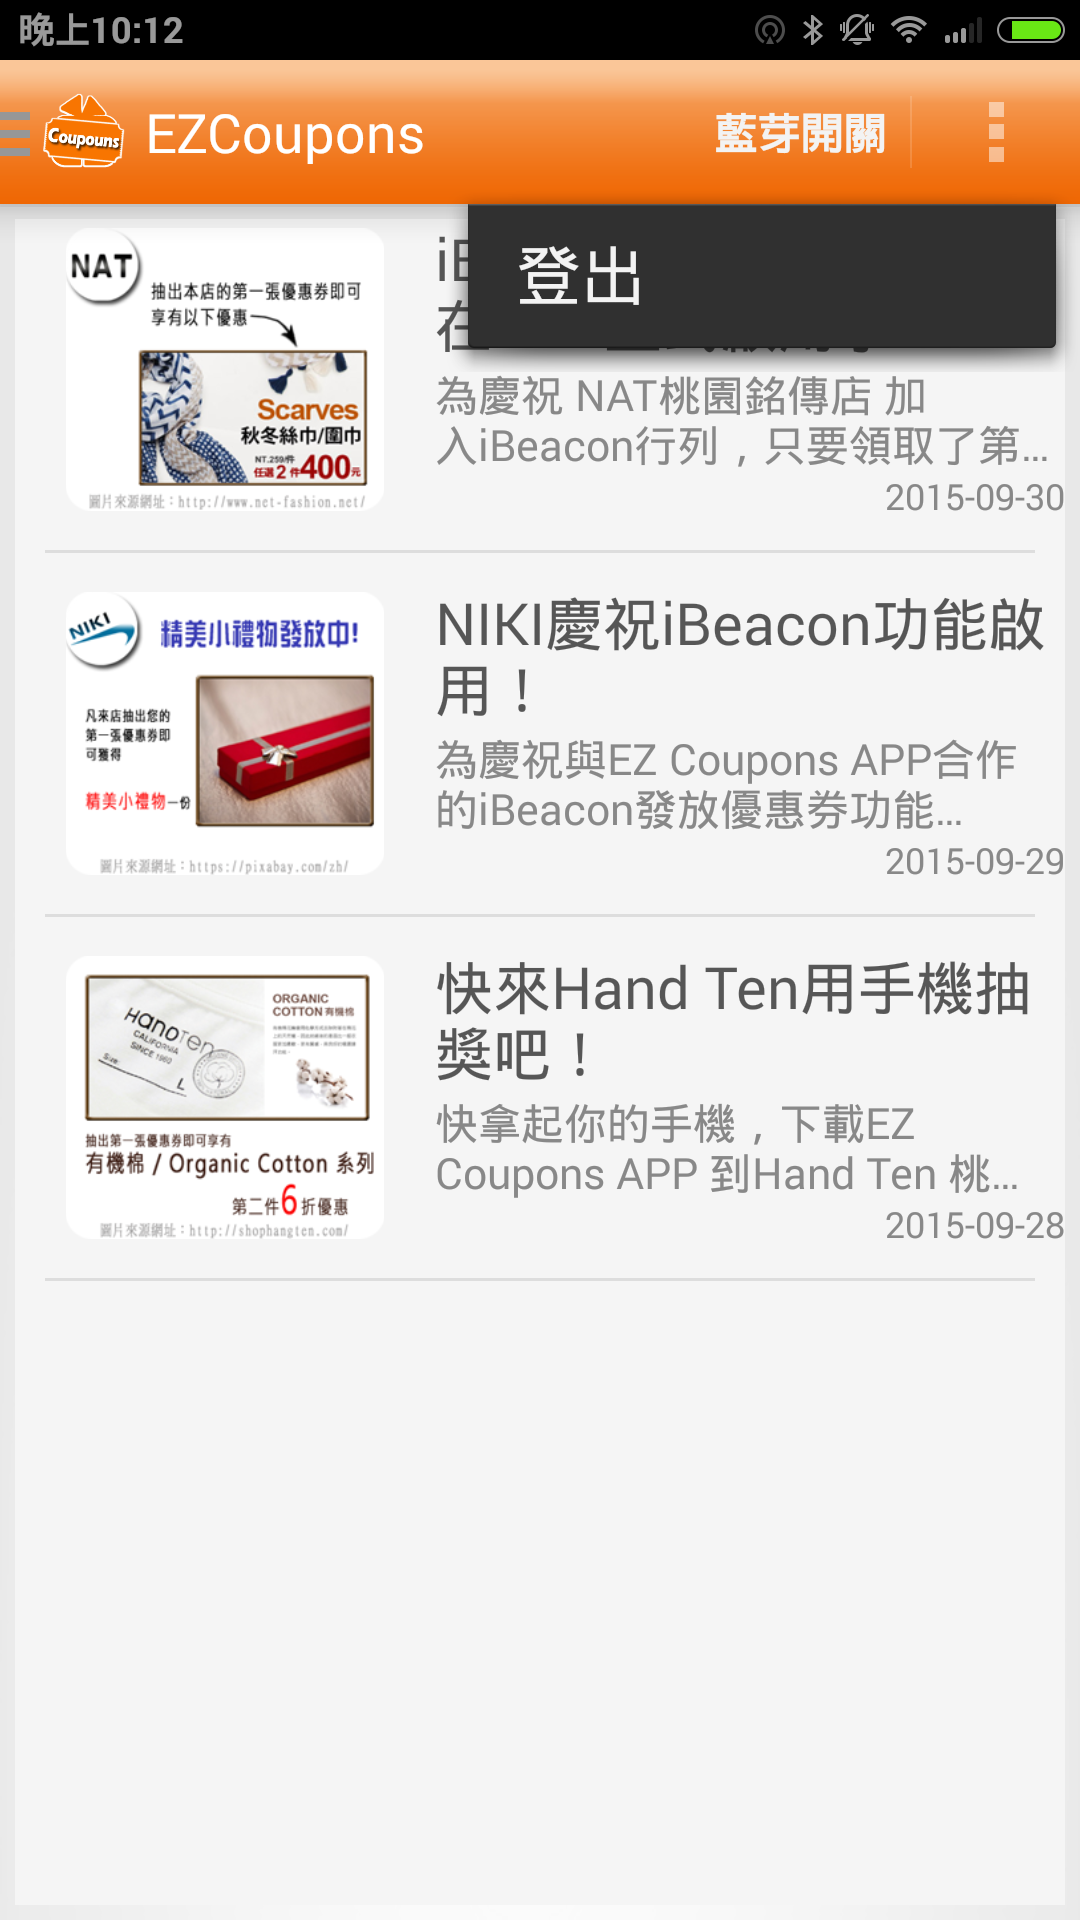 晚上10:12
Coupouns
EZCoupons
藍芽開關
登出
NAT
抽出本店的第一張優惠券即可
享有以下優惠
Scarves
秋冬絲巾/圍巾
NT.259/件
任選2件400元
圖片來源網址：http://www.net-fashion.net/
在
為慶祝 NAT桃園銘傳店 加
入iBeacon行列，只要領取了第...
2015-09-30
NIKI
精美小禮物發放中!
凡來店抽出您的
第一張優惠券即
可獲得
精美小禮物一份
圖片來源網址：https://pixabay.com/zh/
NIKI慶祝iBeacon功能啟
用！
為慶祝與EZ Coupons APP合作
的iBeacon發放優惠券功能...
2015-09-29
HanoTen
CALIFORNIA
SINCE 1960
Size
L
ORGANIC
COTTON 有機棉
抽出第一張優惠券即可享有
有機棉 / Organic Cotton 系列
第二件6折優惠
圖片來源網址：http://shophangten.com/
快來Hand Ten用手機抽
獎吧！
快拿起你的手機，下載EZ
Coupons APP 到Hand Ten 桃...
2015-09-28